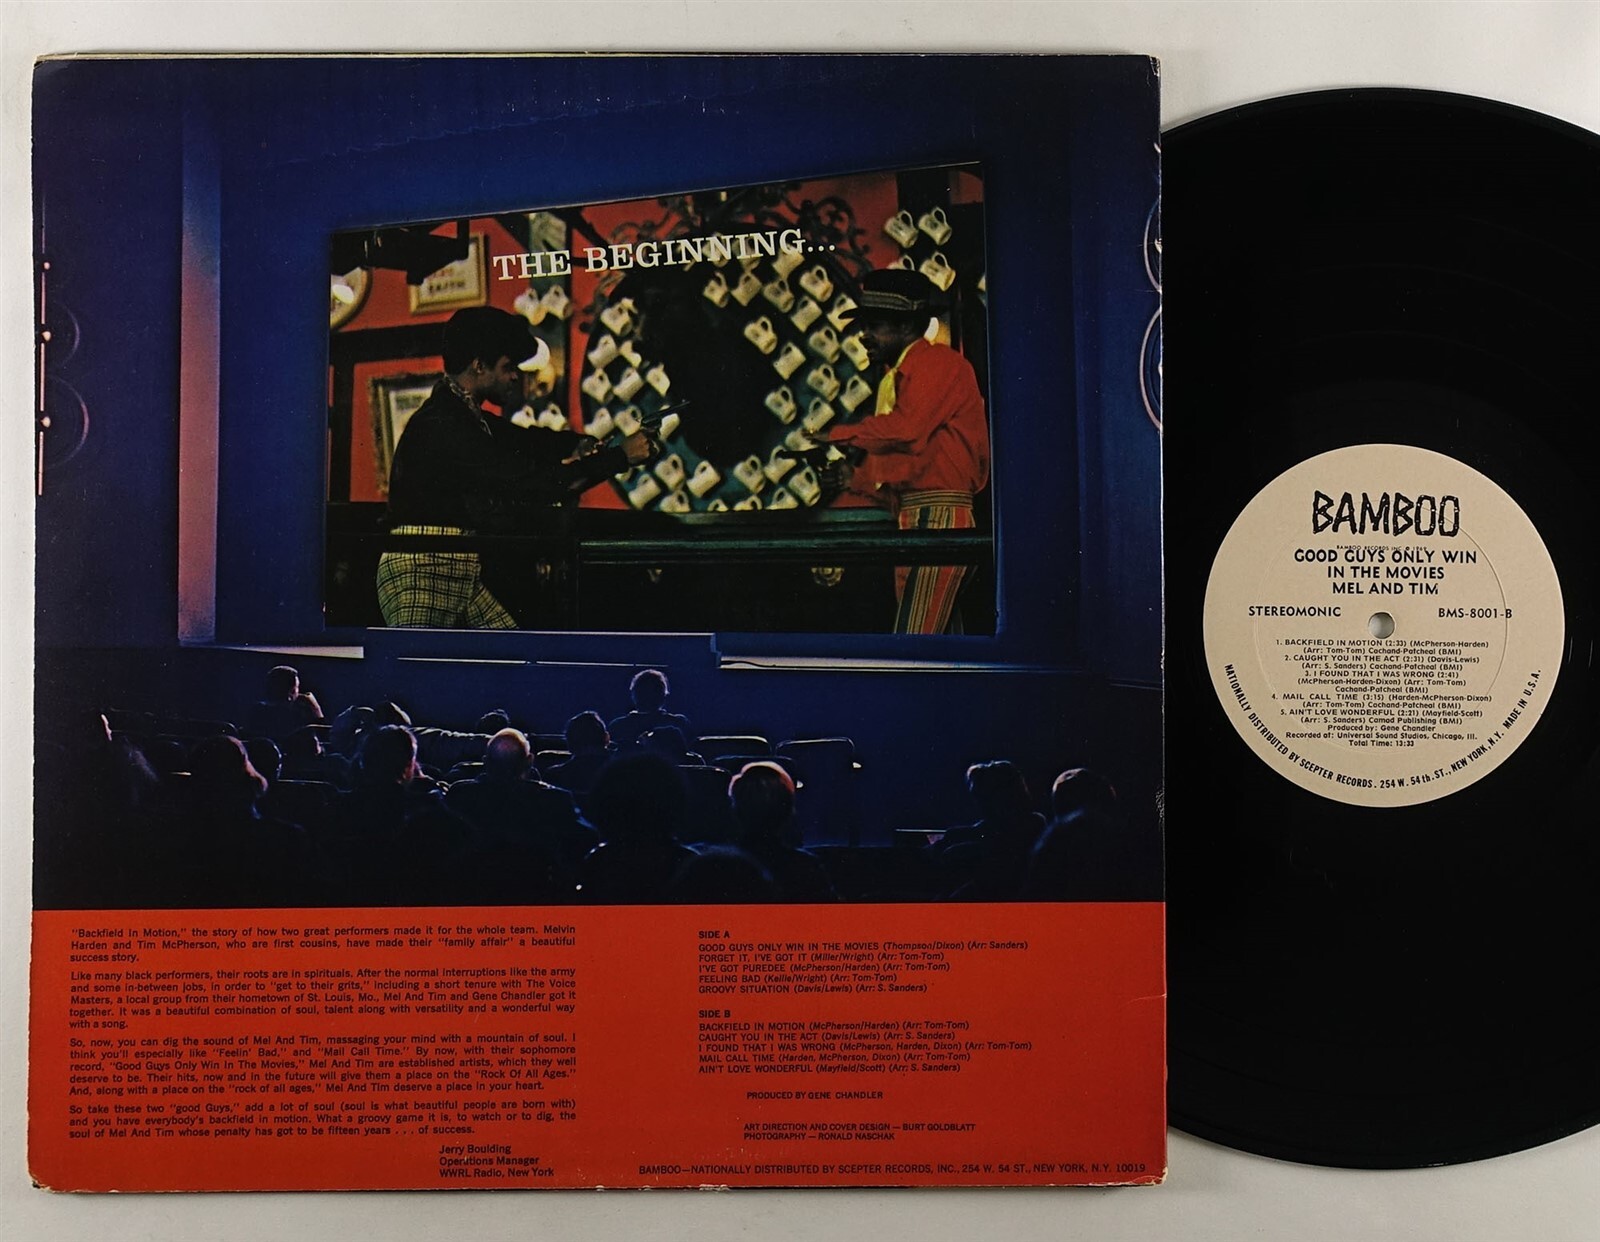 THE BEGINNING...
"Backfield In Motion," the story of how two great performers made it for the whole team. Melvin
Harden and Tim McPherson, who are first cousins, have made their "family affair" a beautiful
success story.
Like many black performers, their roots are in spirituals. After the normal interruptions like the army
and some in-between jobs, in order to "get to their grits," including a short tenure with The Voice
Masters, a local group from their hometown of St. Louis, Mo., Mel And Tim and Gene Chandler got it
together. It was a beautiful combination of soul, talent along with versatility and a wonderful way
with a song.
So, now, you can dig the sound of Mel And Tim, massaging your mind with a mountain of soul. I
think you'll especially like "Feelin' Bad," and "Mail Call Time." By now, with their sophomore
record, "Good Guys Only Win In The Movies," Mel And Tim are established artists, which they well
deserve to be. Their hits, now and in the future will give them a place on the "Rock Of All Ages."
And, along with a place on the "rock of all ages," Mel And Tim deserve a place in your heart.
So take these two "good Guys," add a lot of soul (soul is what beautiful people are born with)
and you have everybody's backfield in motion. What a groovy game it is, to watch or to dig, the
soul of Mel And Tim whose penalty has got to be fifteen years . . . of success.
Jerry Boulding
Operations Manager
WWRL Radio, New York
SIDE A
GOOD GUYS ONLY WIN IN THE MOVIES (Thompson/Dixon) (Arr: Sanders)
FORGET IT, I'VE GOT IT (Miller/Wright) (Arr: Tom-Tom)
I'VE GOT PUREDEE (McPherson/Harden) (Arr: Tom-Tom)
FEELING BAD (Keilie/Wright) (Arr: Tom-Tom)
GROOVY SITUATION (Davis/Lewis) (Arr: S. Sanders)
SIDE B
BACKFIELD IN MOTION (McPherson/Harden) (Arr: Tom-Tom)
CAUGHT YOU IN THE ACT (Davis/Lewis) (Arr: S. Sanders)
I FOUND THAT I WAS WRONG (McPherson, Harden, Dixon) (Arr: Tom-Tom)
MAIL CALL TIME (Harden, McPherson, Dixon) (Arr: Tom-Tom)
AIN'T LOVE WONDERFUL (Mayfield/Scott) (Arr: S. Sanders)
PRODUCED BY GENE CHANDLER
ART DIRECTION AND COVER DESIGN — BURT GOLDBLATT
PHOTOGRAPHY — RONALD NASCHAK
BAMBOO—NATIONALLY DISTRIBUTED BY SCEPTER RECORDS, INC., 254 W. 54 ST., NEW YORK, N.Y. 10019
BAMBOO
BAMBOO RECORDS INC. ℗ 1969
GOOD GUYS ONLY WIN
IN THE MOVIES
MEL AND TIM
STEREOMONIC BMS-8001-B
1. BACKFIELD IN MOTION (2:33) (McPherson-Harden)
(Arr: Tom-Tom) Cachand-Patcheal (BMI)
2. CAUGHT YOU IN THE ACT (2:31) (Davis-Lewis)
(Arr: S. Sanders) Cachand-Patcheal (BMI)
3. I FOUND THAT I WAS WRONG (2:41)
(McPherson-Harden-Dixon) (Arr: Tom-Tom)
Cachand-Patcheal (BMI)
4. MAIL CALL TIME (3:15) (Harden-McPherson-Dixon)
(Arr: Tom-Tom) Cachand-Patcheal (BMI)
5. AIN'T LOVE WONDERFUL (2:21) (Mayfield-Scott)
(Arr: S. Sanders) Camad Publishing (BMI)
Produced by: Gene Chandler
Recorded at: Universal Sound Studios, Chicago, Ill.
Total Time: 13:33
NATIONALLY DISTRIBUTED BY SCEPTER RECORDS. 254 W. 54th. ST., NEW YORK, N.Y. MADE IN U.S.A.